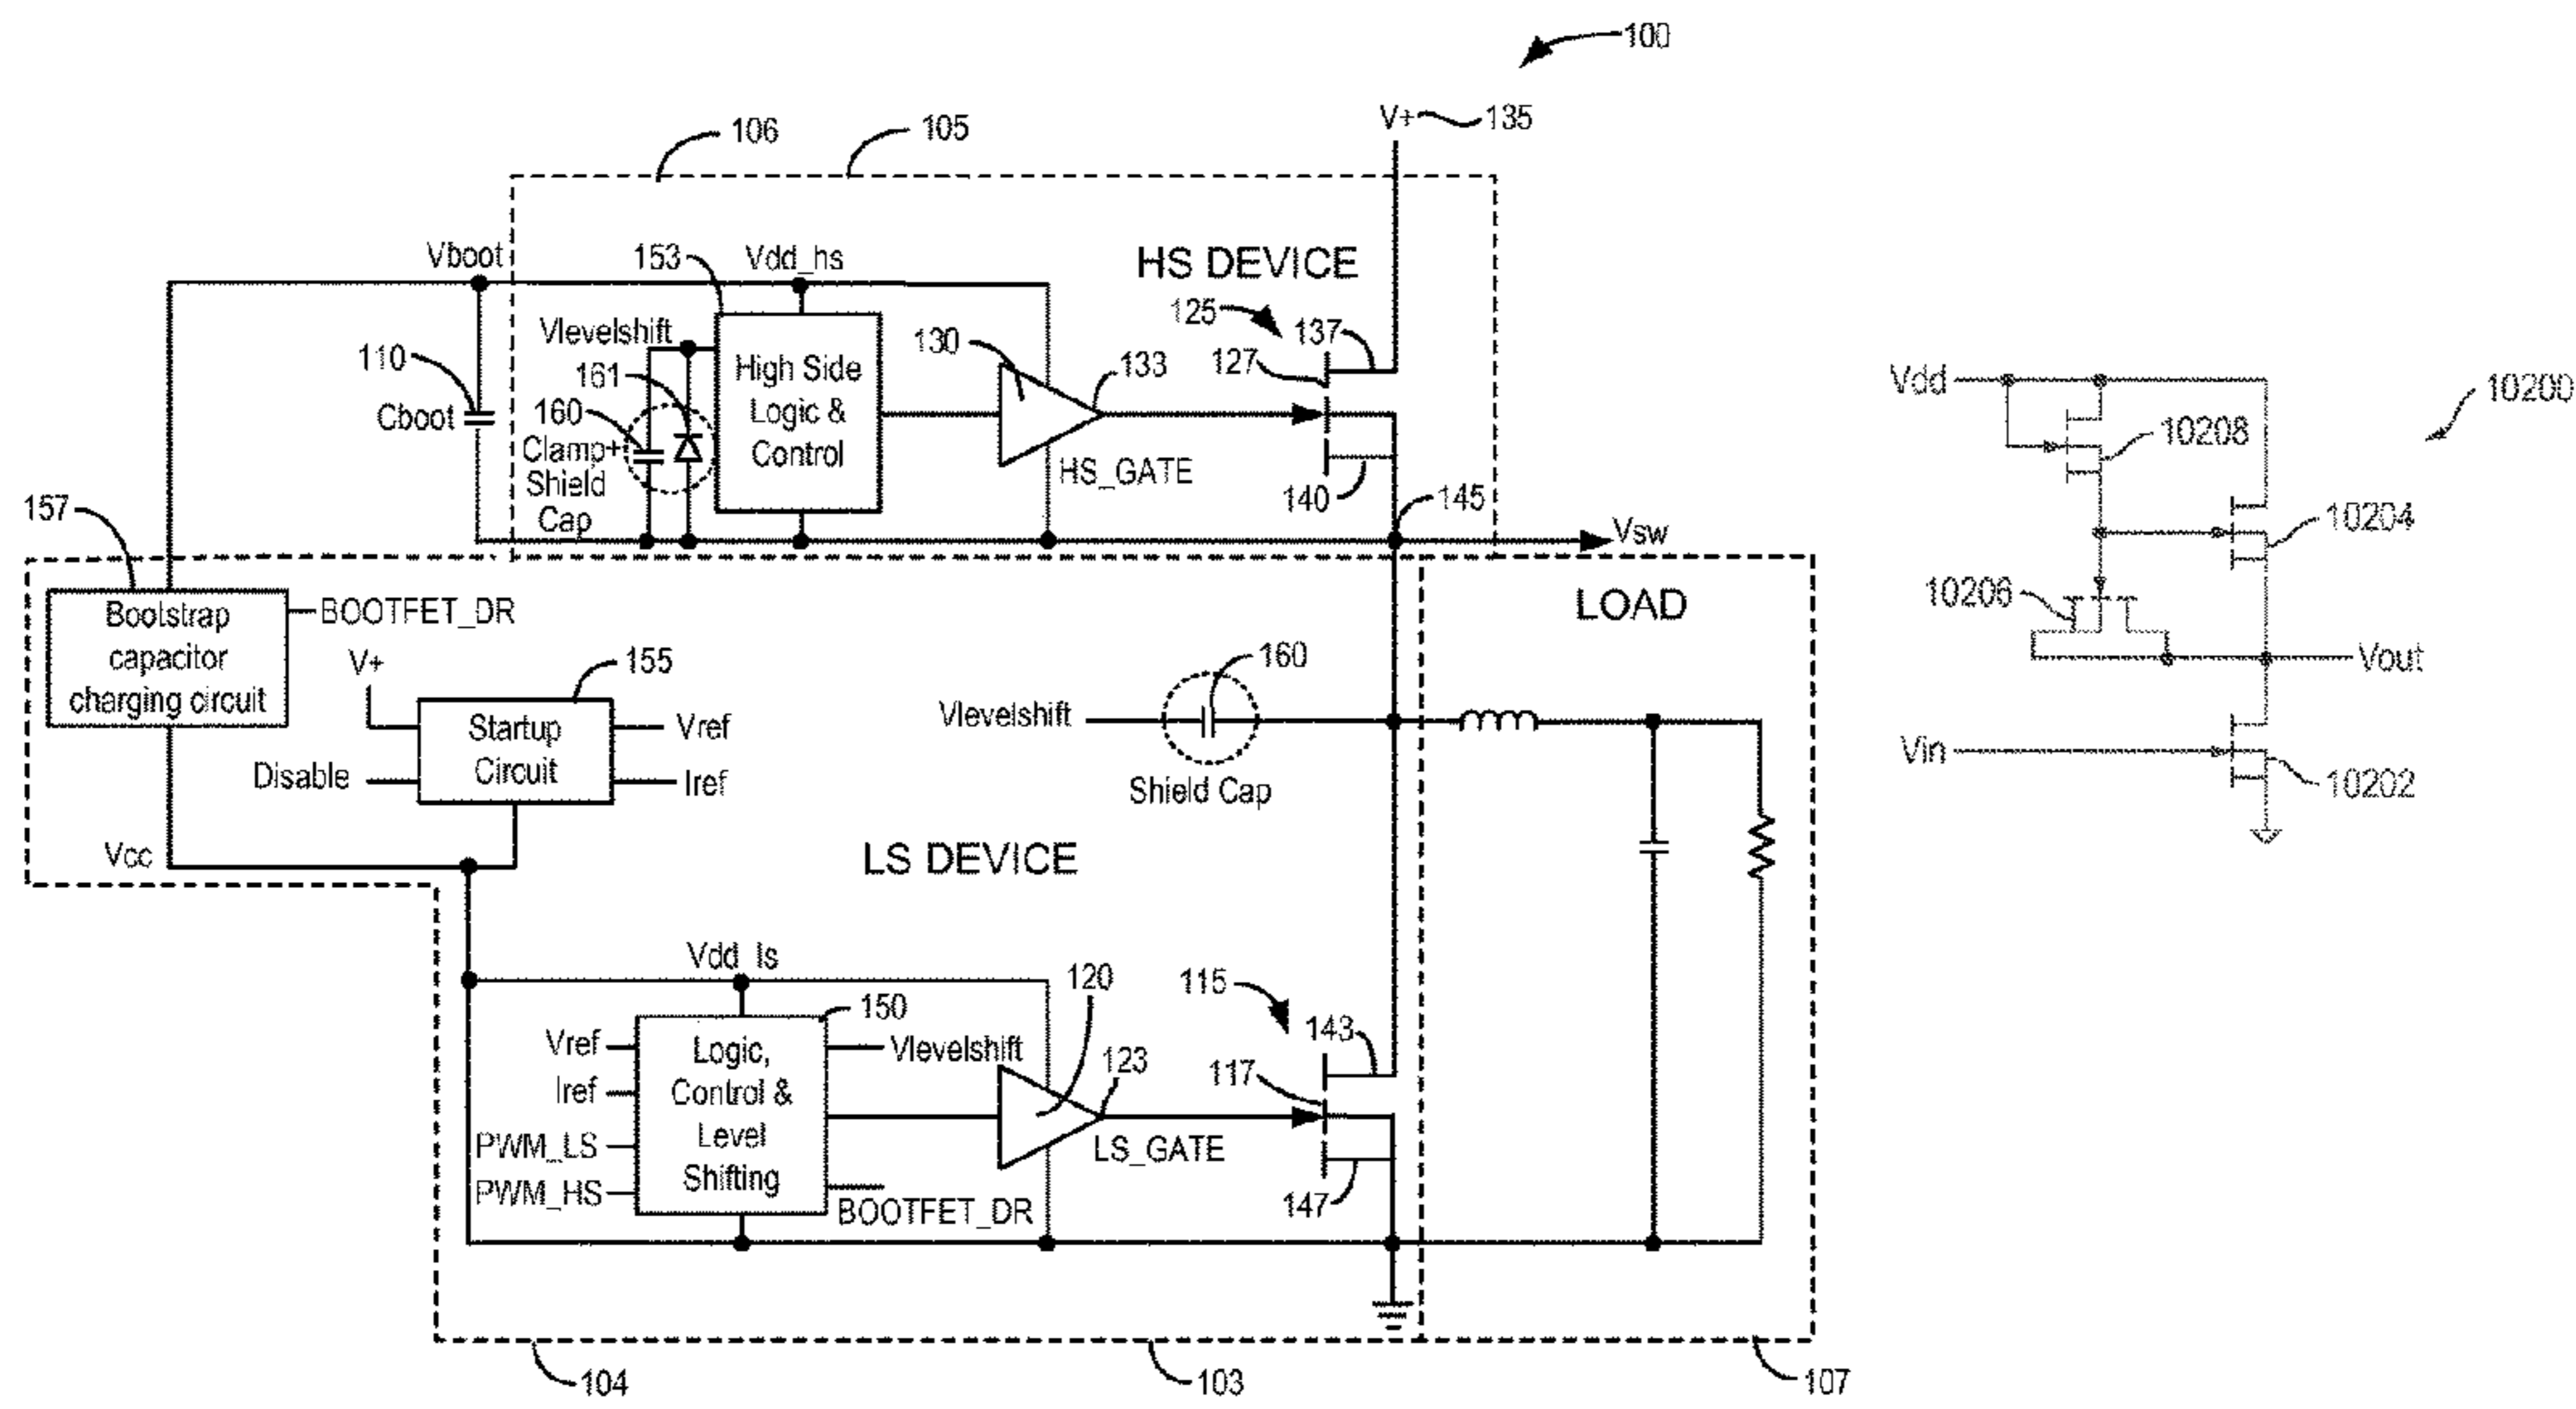 100
V+ 135
106
105
Vboot
153
Vdd_hs
HS DEVICE
125
137
127
Vlevelshift
110
161
130
133
High Side
Logic &
Control
Cboot
160
Clamp+
Shield
Cap
HS_GATE
140
145
Vsw
157
Bootstrap
capacitor
charging circuit
BOOTFET_DR
V+
155
Startup
Circuit
Vref
Disable
Iref
Vcc
LS DEVICE
Vlevelshift
160
Shield Cap
LOAD
Vdd_ls
150
120
115
143
123
117
Vref
Iref
PWM_LS
PWM_HS
Logic,
Control &
Level
Shifting
Vlevelshift
LS_GATE
BOOTFET_DR
147
104
103
107
Vdd
10200
10208
10204
10206
Vout
Vin
10202